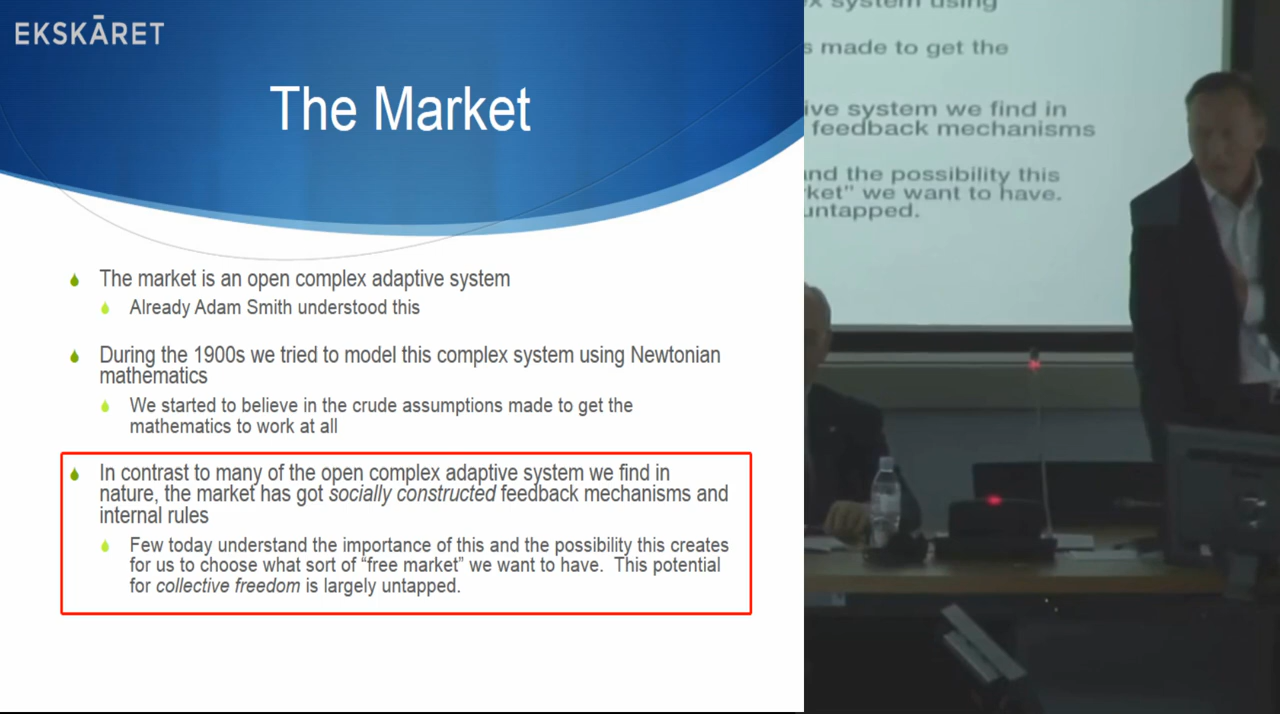 EKSKÄRET
The Market
The market is an open complex adaptive system
Already Adam Smith understood this
During the 1900s we tried to model this complex system using Newtonian
mathematics
We started to believe in the crude assumptions made to get the
mathematics to work at all
In contrast to many of the open complex adaptive system we find in
nature, the market has got socially constructed feedback mechanisms and
internal rules
Few today understand the importance of this and the possibility this creates
for us to choose what sort of “free market” we want to have.  This potential
for collective freedom is largely untapped.
system using
made to get the
ive system we find in
feedback mechanisms
nd the possibility this
ket" we want to have.
untapped.